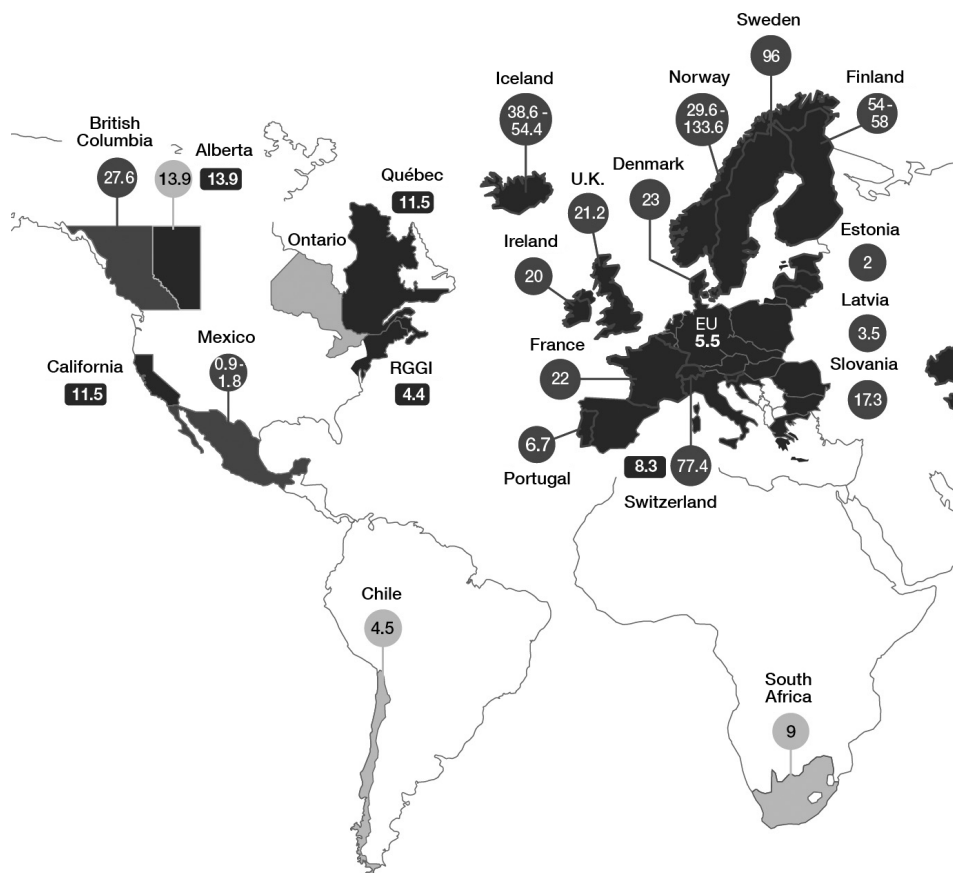 Sweden
96
Iceland
38.6 -
54.4
Norway
29.6-
133.6
Finland
54 -
58
British
Columbia
27.6
Alberta
13.9
13.9
Québec
11.5
Denmark
23
U.K.
21.2
Ontario
Ireland
20
Estonia
2
Latvia
3.5
EU
5.5
Mexico
0.9-
1.8
California
11.5
RGGI
4.4
France
22
Slovania
17.3
6.7
Portugal
8.3
77.4
Switzerland
Chile
4.5
South
Africa
9